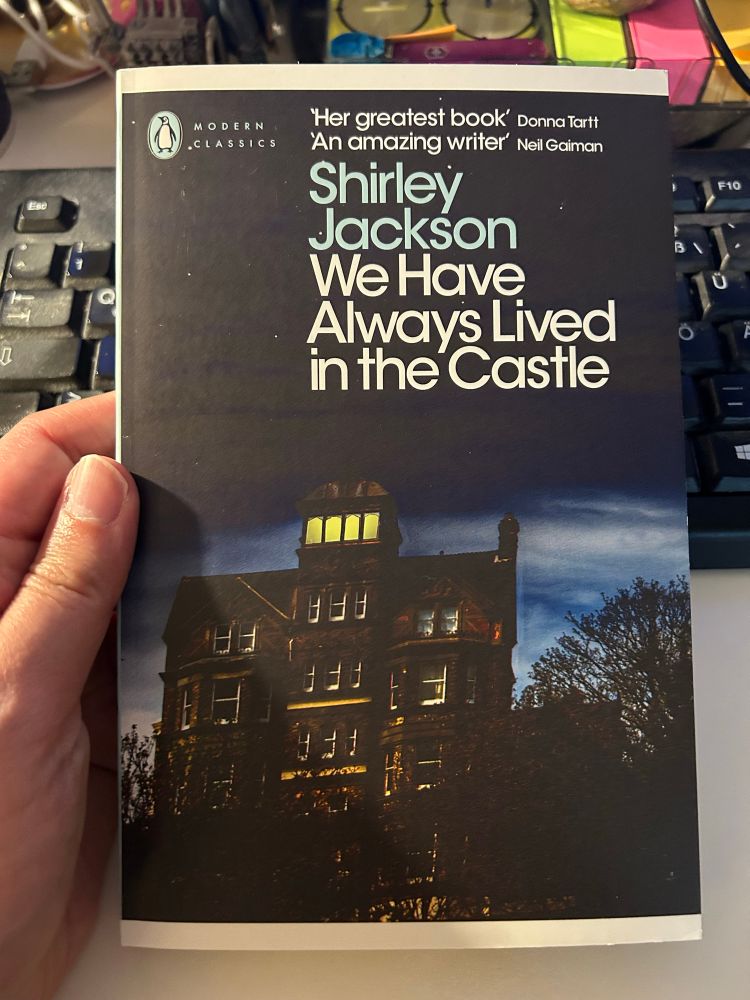 MODERN
CLASSICS
‘Her greatest book’ Donna Tartt
‘An amazing writer’ Neil Gaiman
Shirley
Jackson
We Have
Always Lived
in the Castle
Esc
Q
F10
ß \
Ü
Ö